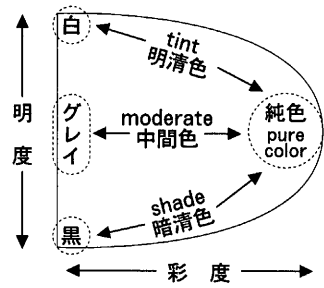 白
tint
明清色
明度
グレイ
moderate
中間色
純色
pure
color
shade
暗清色
黒
彩度